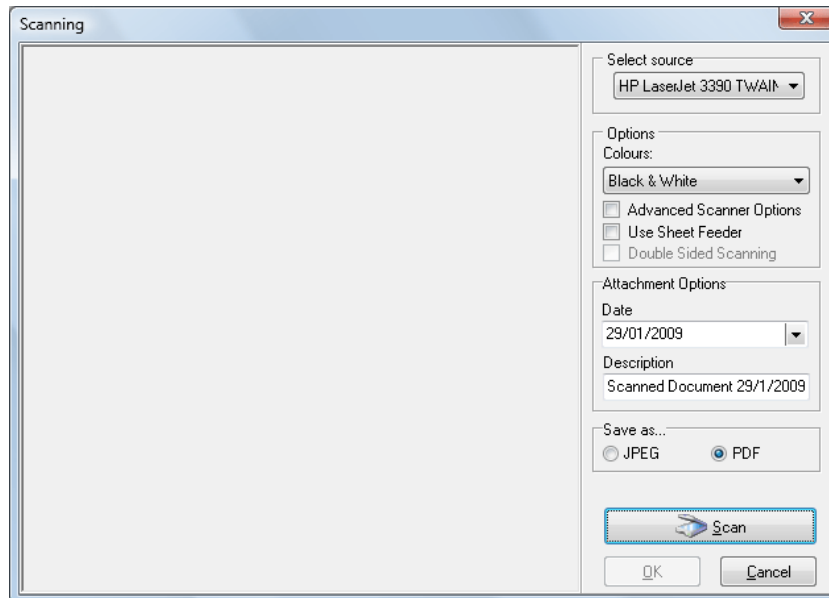 Scanning
Select source
HP LaserJet 3390 TWAIN
Options
Colours:
Black & White
Advanced Scanner Options
Use Sheet Feeder
Double Sided Scanning
Attachment Options
Date
29/01/2009
Description
Scanned Document 29/1/2009
Save as...
JPEG PDF
Scan
OK Cancel